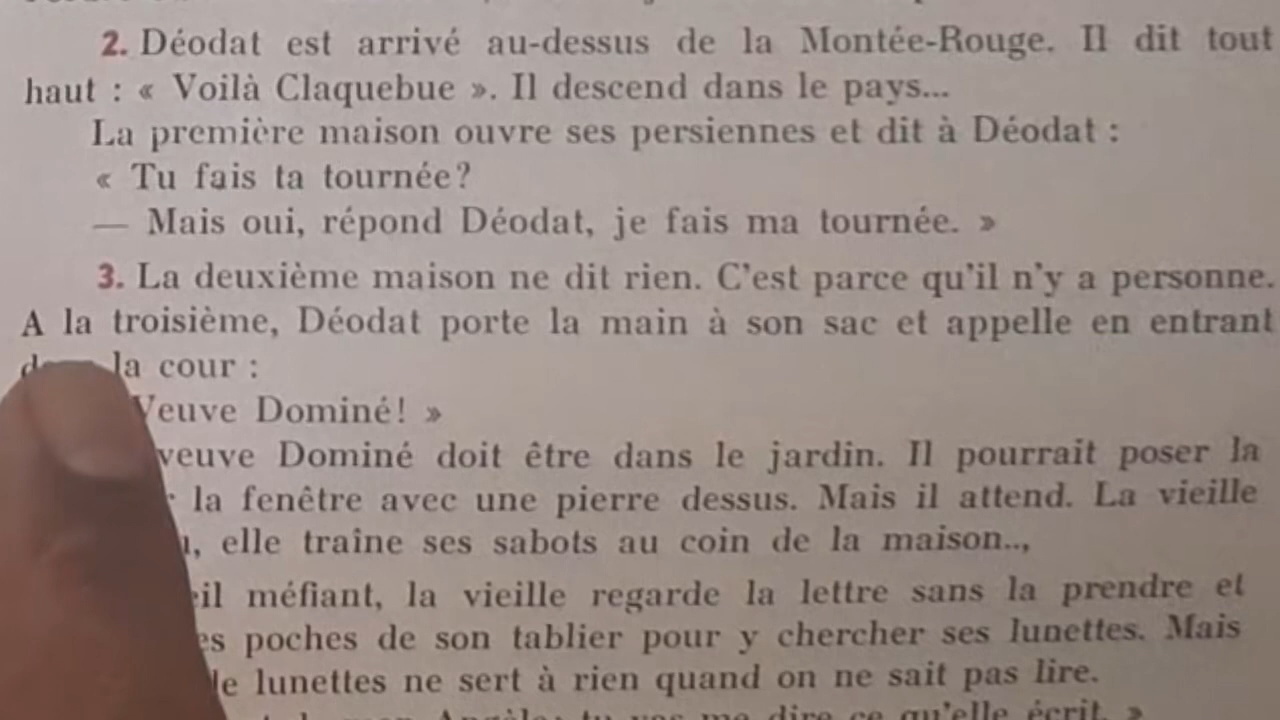 2. Déodat est arrivé au-dessus de la Montée-Rouge. Il dit tout
haut : « Voilà Claquebue ». Il descend dans le pays...
La première maison ouvre ses persiennes et dit à Déodat :
« Tu fais ta tournée?
— Mais oui, répond Déodat, je fais ma tournée. »
3. La deuxième maison ne dit rien. C'est parce qu'il n'y a personne.
A la troisième, Déodat porte la main à son sac et appelle en entrant
la cour :
Veuve Dominé! »
veuve Dominé doit être dans le jardin. Il pourrait poser la
la fenêtre avec une pierre dessus. Mais il attend. La vieille
elle traîne ses sabots au coin de la maison..,
méfiant, la vieille regarde la lettre sans la prendre et
poches de son tablier pour y chercher ses lunettes. Mais
lunettes ne sert à rien quand on ne sait pas lire.
me dire ce qu'elle écrit. »